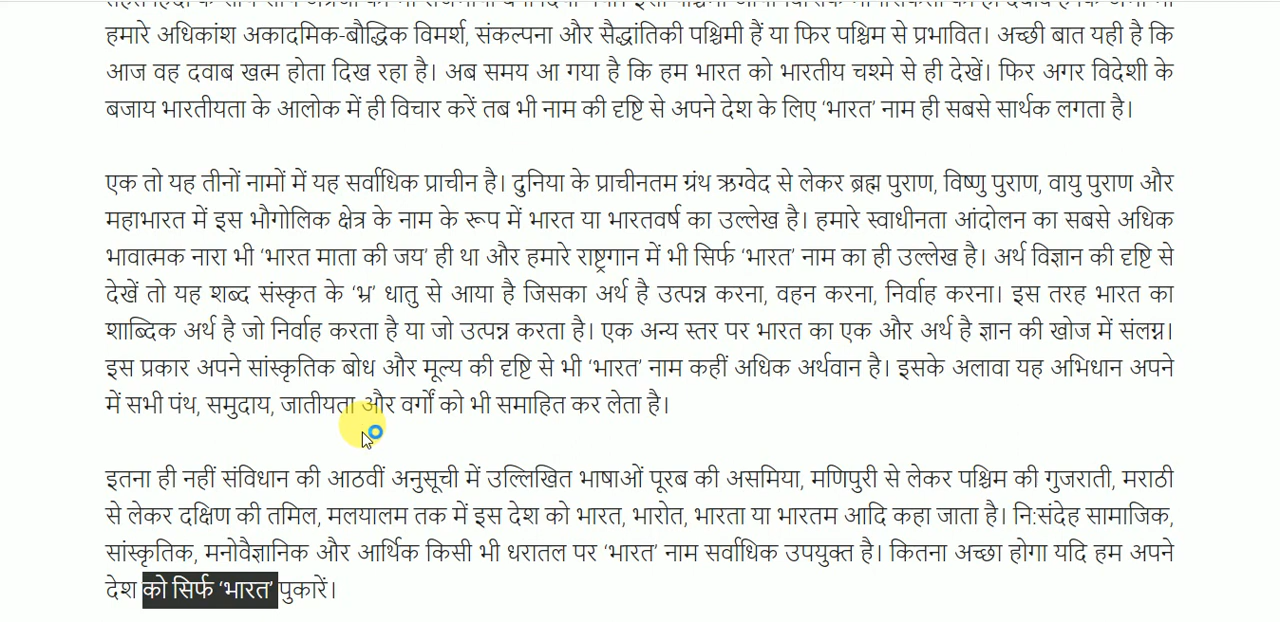 हमारे अधिकांश अकादमिक-बौद्धिक विमर्श, संकल्पना और सैद्धांतिकी पश्चिमी हैं या फिर पश्चिम से प्रभावित। अच्छी बात यही है कि
आज वह दवाब खत्म होता दिख रहा है। अब समय आ गया है कि हम भारत को भारतीय चश्मे से ही देखें। फिर अगर विदेशी के
बजाय भारतीयता के आलोक में ही विचार करें तब भी नाम की दृष्टि से अपने देश के लिए ‘भारत’ नाम ही सबसे सार्थक लगता है।
एक तो यह तीनों नामों में यह सर्वाधिक प्राचीन है। दुनिया के प्राचीनतम ग्रंथ ऋग्वेद से लेकर ब्रह्म पुराण, विष्णु पुराण, वायु पुराण और
महाभारत में इस भौगोलिक क्षेत्र के नाम के रूप में भारत या भारतवर्ष का उल्लेख है। हमारे स्वाधीनता आंदोलन का सबसे अधिक
भावात्मक नारा भी ‘भारत माता की जय’ ही था और हमारे राष्ट्रगान में भी सिर्फ ‘भारत’ नाम का ही उल्लेख है। अर्थ विज्ञान की दृष्टि से
देखें तो यह शब्द संस्कृत के ‘भ्र’ धातु से आया है जिसका अर्थ है उत्पन्न करना, वहन करना, निर्वाह करना। इस तरह भारत का
शाब्दिक अर्थ है जो निर्वाह करता है या जो उत्पन्न करता है। एक अन्य स्तर पर भारत का एक और अर्थ है ज्ञान की खोज में संलग्न।
इस प्रकार अपने सांस्कृतिक बोध और मूल्य की दृष्टि से भी ‘भारत’ नाम कहीं अधिक अर्थवान है। इसके अलावा यह अभिधान अपने
में सभी पंथ, समुदाय, जातीयता और वर्गों को भी समाहित कर लेता है।
इतना ही नहीं संविधान की आठवीं अनुसूची में उल्लिखित भाषाओं पूरब की असमिया, मणिपुरी से लेकर पश्चिम की गुजराती, मराठी
से लेकर दक्षिण की तमिल, मलयालम तक में इस देश को भारत, भारोत, भारता या भारतम आदि कहा जाता है। नि:संदेह सामाजिक,
सांस्कृतिक, मनोवैज्ञानिक और आर्थिक किसी भी धरातल पर ‘भारत’ नाम सर्वाधिक उपयुक्त है। कितना अच्छा होगा यदि हम अपने
देश को सिर्फ ‘भारत’ पुकारें।